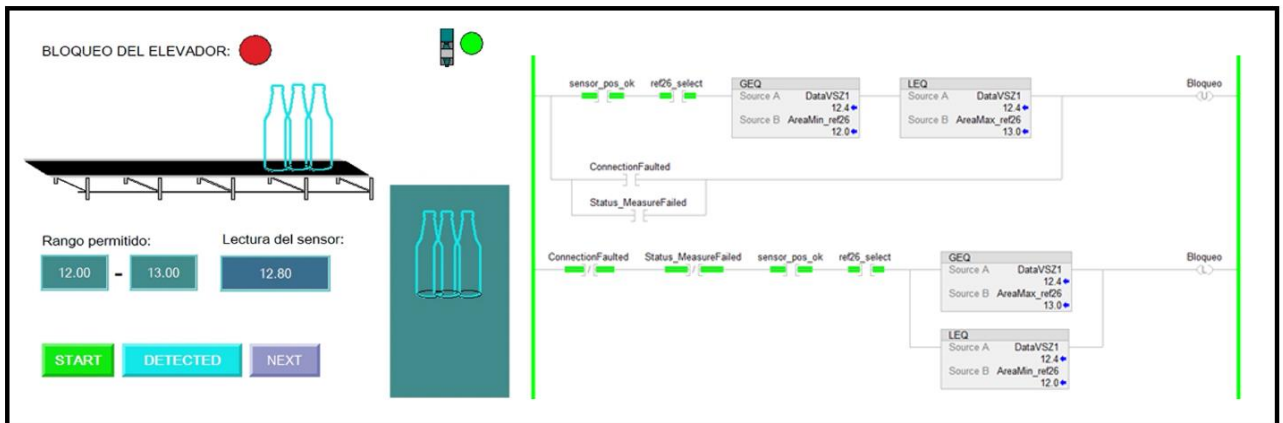 BLOQUEO DEL ELEVADOR:
Rango permitido:
Lectura del sensor:
12.00 - 13.00
12.80
START
DETECTED
NEXT
sensor_pos_ok
ref26_select
GEQ
Source A DataVSZ1
12.4
Source B AreaMin_ref26
12.0
LEQ
Source A DataVSZ1
12.4
Source B AreaMax_ref26
13.0
Bloqueo
U
ConnectionFaulted
Status_MeasureFailed
ConnectionFaulted
Status_MeasureFailed
sensor_pos_ok
ref26_select
GEQ
Source A DataVSZ1
12.4
Source B AreaMax_ref26
13.0
Bloqueo
L
LEQ
Source A DataVSZ1
12.4
Source B AreaMin_ref26
12.0